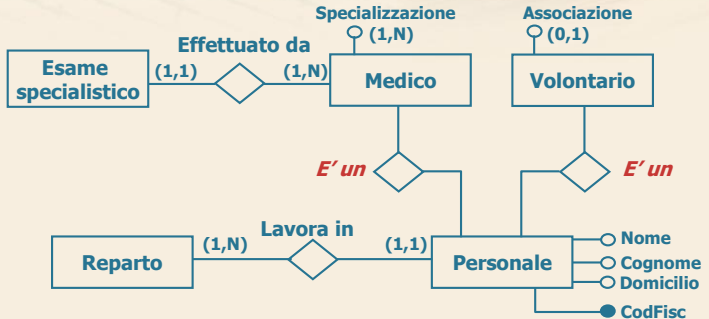 Specializzazione
(1,N)
Associazione
(0,1)
Effettuato da
Esame
specialistico
(1,1)
(1,N)
Medico
Volontario
E' un
E' un
Lavora in
Reparto
(1,N)
(1,1)
Personale
Nome
Cognome
Domicilio
CodFisc